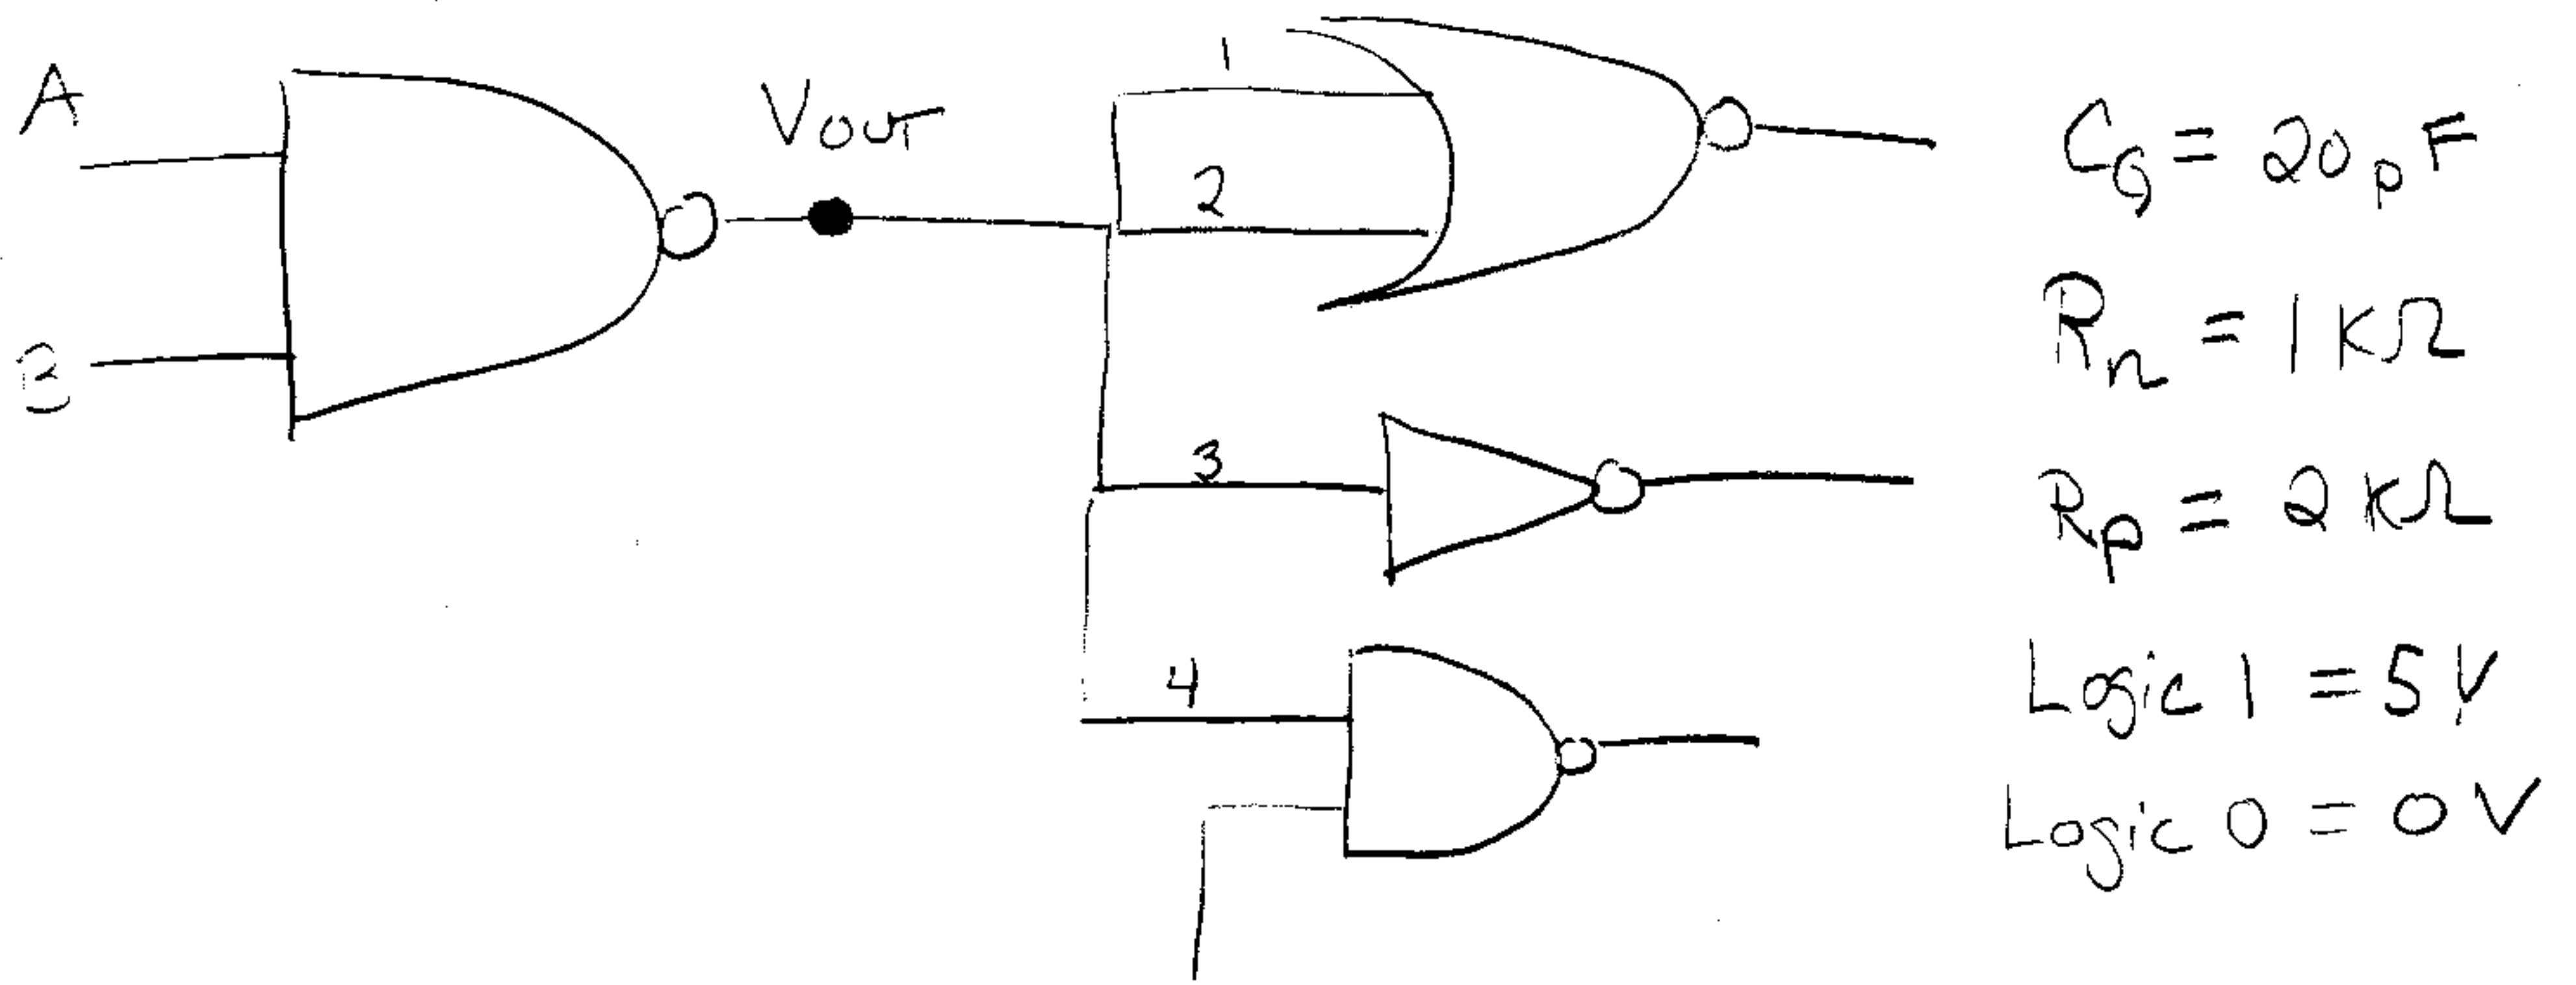 A
B
VOUT
1
2
3
4
CG = 20pF
Rn = 1KΩ
Rp = 2KΩ
Logic 1 = 5V
Logic 0 = 0V